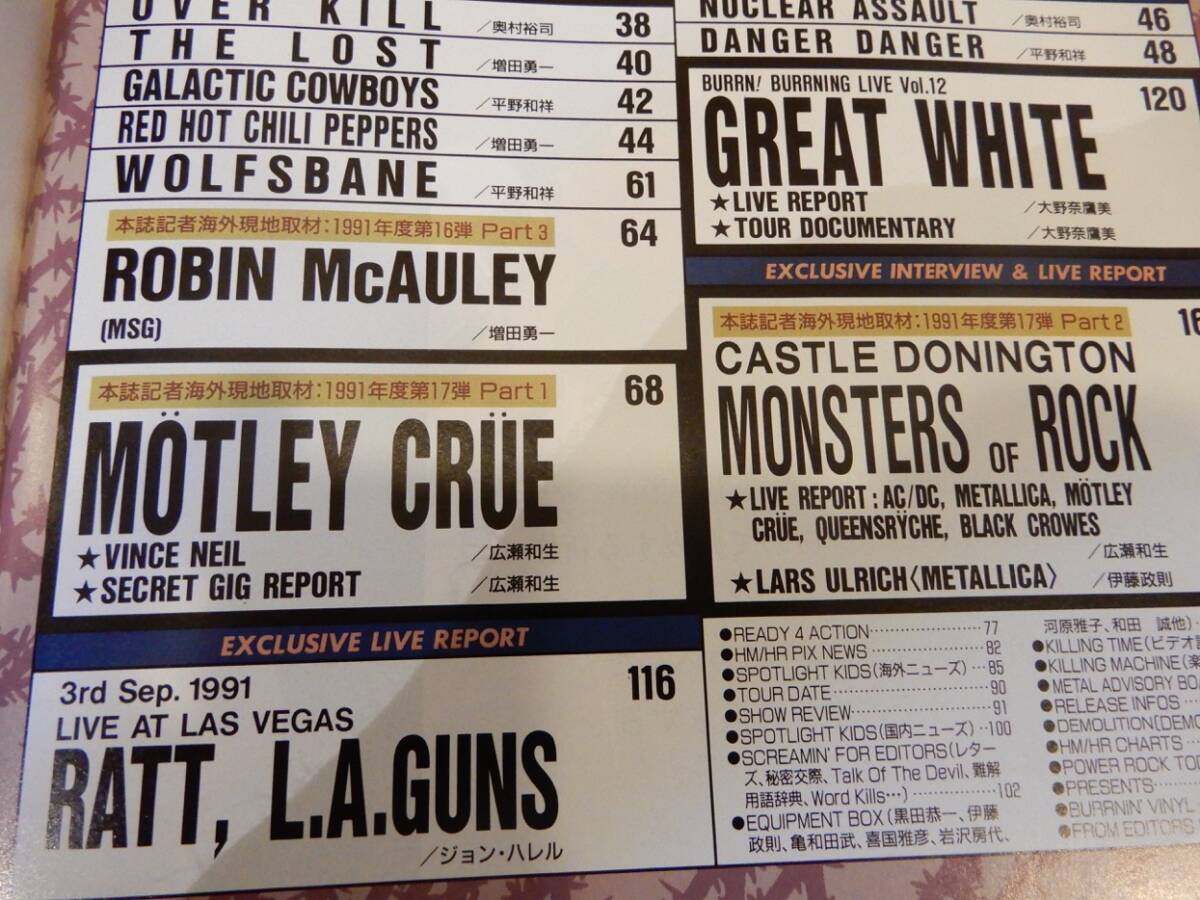 OVER KILL ／奥村裕司 38
THE LOST ／増田勇一 40
GALACTIC COWBOYS ／平野和祥 42
RED HOT CHILI PEPPERS ／増田勇一 44
WOLFSBANE ／平野和祥 61
本誌記者海外現地取材：1991年度第16弾 Part 3 64
ROBIN McAULEY
(MSG) ／増田勇一
本誌記者海外現地取材：1991年度第17弾 Part 1 68
MÖTLEY CRÜE
★VINCE NEIL ／広瀬和生
★SECRET GIG REPORT ／広瀬和生
EXCLUSIVE LIVE REPORT
3rd Sep. 1991 116
LIVE AT LAS VEGAS
RATT, L.A.GUNS
／ジョン・ハレル
NUCLEAR ASSAULT ／奥村裕司 46
DANGER DANGER ／平野和祥 48
BURRN! BURRNING LIVE Vol.12 120
GREAT WHITE
★LIVE REPORT ／大野奈鷹美
★TOUR DOCUMENTARY ／大野奈鷹美
EXCLUSIVE INTERVIEW & LIVE REPORT
本誌記者海外現地取材：1991年度第17弾 Part 2
CASTLE DONINGTON
MONSTERS OF ROCK
★LIVE REPORT : AC/DC, METALLICA, MÖTLEY
CRÜE, QUEENSRŸCHE, BLACK CROWES
／広瀬和生
★LARS ULRICH〈METALLICA〉 ／伊藤政則
●READY 4 ACTION 77
●HM/HR PIX NEWS 82
●SPOTLIGHT KIDS（海外ニューズ） 85
●TOUR DATE 90
●SHOW REVIEW 91
●SPOTLIGHT KIDS（国内ニューズ） 100
●SCREAMIN' FOR EDITORS（レター
ズ、秘密交際、Talk Of The Devil、難解
用語辞典、Word Kills…） 102
●EQUIPMENT BOX（黒田恭一、伊藤
政則、亀和田武、喜国雅彦、岩沢房代、
河原雅子、和田 誠他）
●KILLING TIME（ビデオ
●KILLING MACHINE（
●METAL ADVISORY
●RELEASE INFOS
●DEMOLITION
●HM/HR CHARTS
●POWER ROCK
●PRESENTS
●BURRNIN' VINYL
●FROM EDITORS